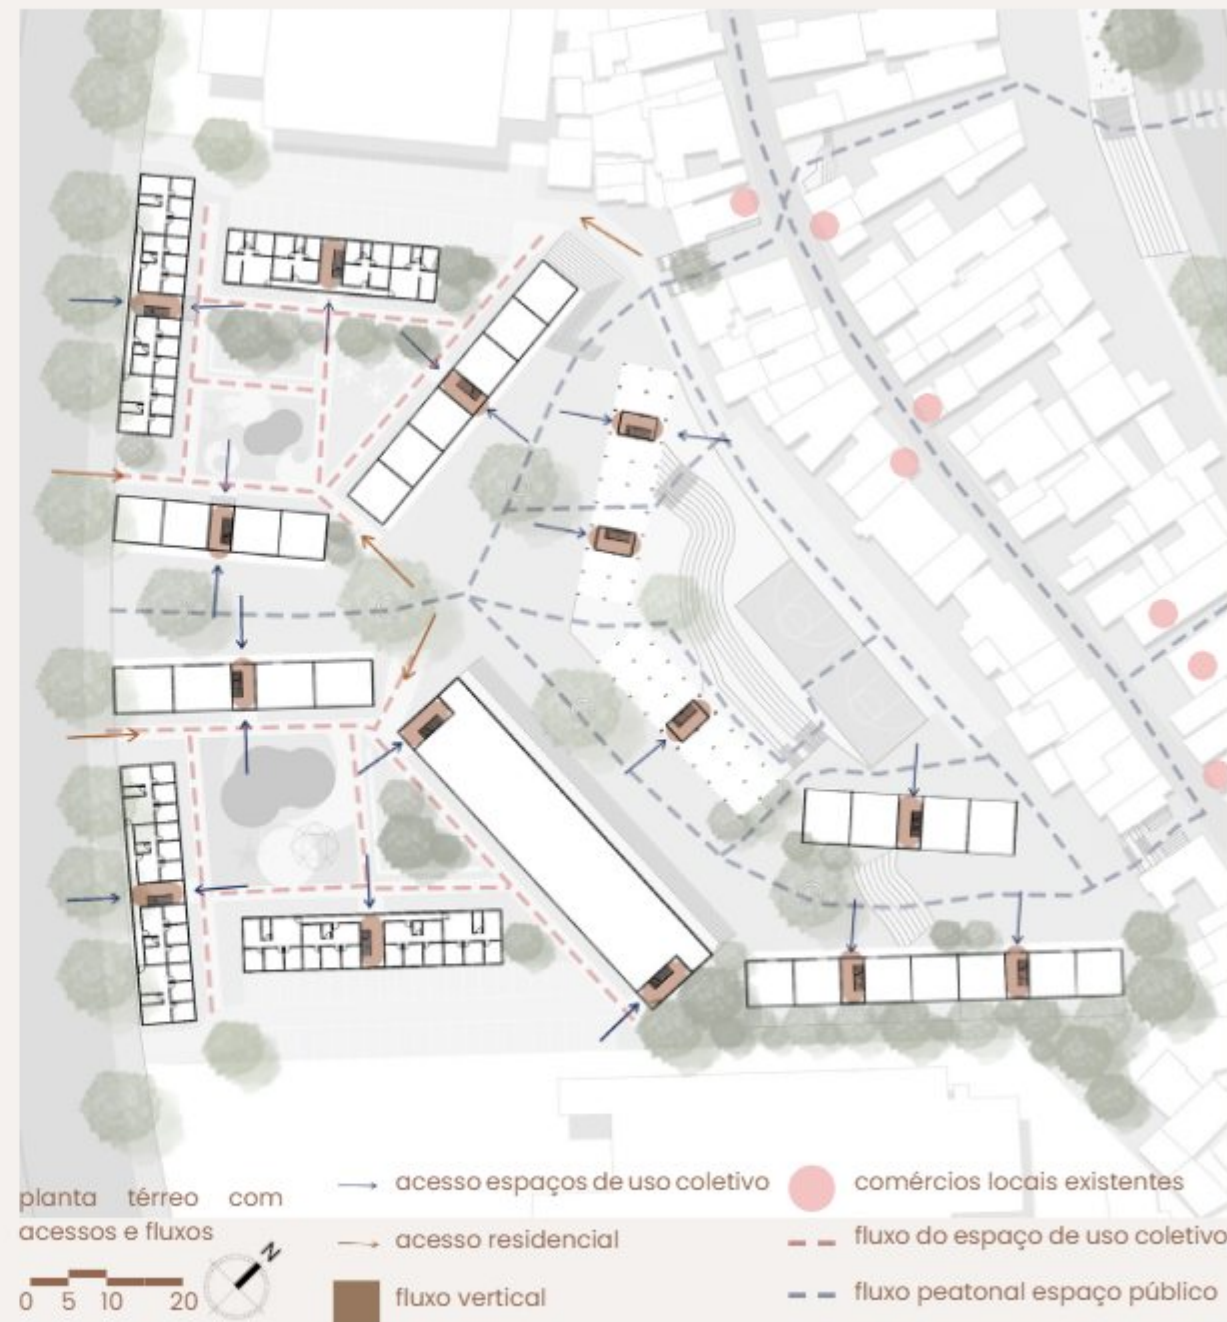 planta térreo com
acessos e fluxos
0 5 10 20
N
acesso espaços de uso coletivo
acesso residencial
fluxo vertical
comércios locais existentes
fluxo do espaço de uso coletivo
fluxo peatonal espaço público